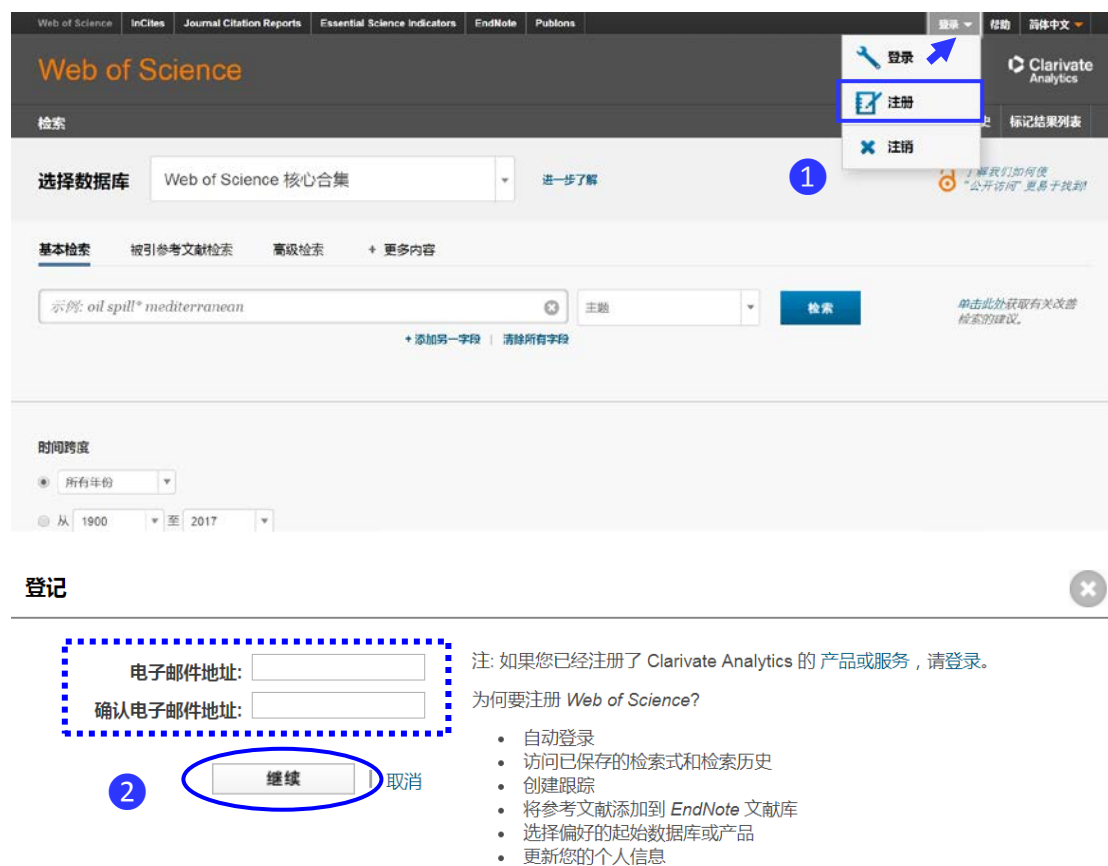 Web of Science InCites Journal Citation Reports Essential Science Indicators EndNote Publons 登录 帮助 简体中文
Web of Science
登录
Clarivate
Analytics
注册
检索
史 标记结果列表
注销
1
选择数据库 Web of Science 核心合集 进一步了解
了解我们如何使
"公开访问" 更易于找到!
基本检索 被引参考文献检索 高级检索 + 更多内容
示例: oil spill* mediterranean 主题 检索
单击此处获取有关改善
检索的建议。
+ 添加另一字段 | 清除所有字段
时间跨度
所有年份
从 1900 至 2017
登记
电子邮件地址:
确认电子邮件地址:
2 继续 | 取消
注: 如果您已经注册了 Clarivate Analytics 的 产品或服务 , 请登录。
为何要注册 Web of Science?
• 自动登录
• 访问已保存的检索式和检索历史
• 创建跟踪
• 将参考文献添加到 EndNote 文献库
• 选择偏好的起始数据库或产品
• 更新您的个人信息